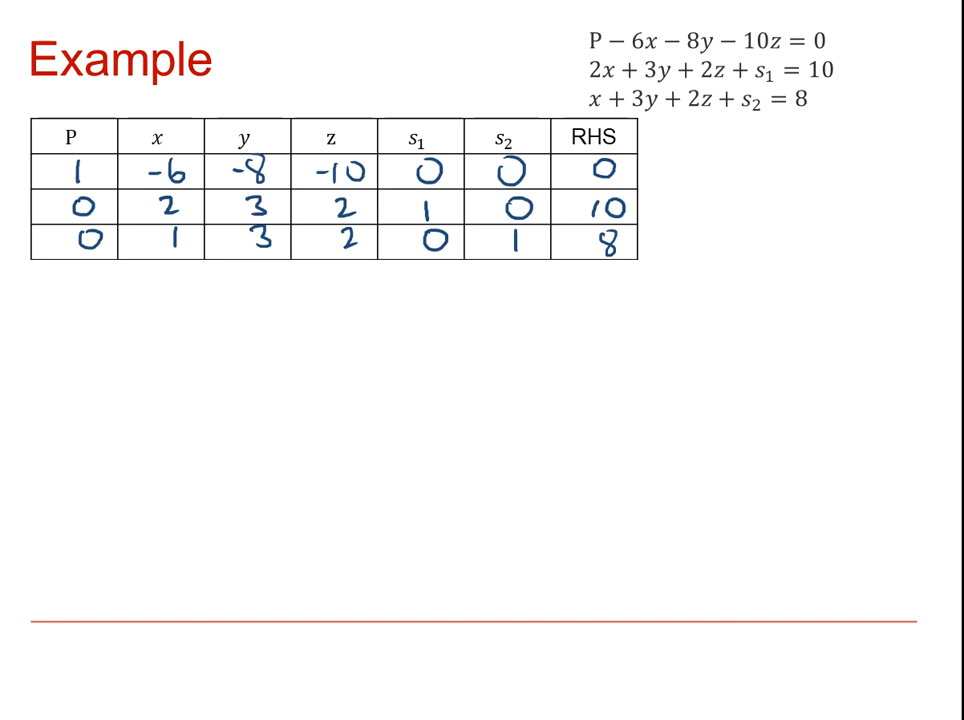 Example
P − 6x − 8y − 10z = 0
2x + 3y + 2z + s₁ = 10
x + 3y + 2z + s₂ = 8
P x y z s₁ s₂ RHS
1 -6 -8 -10 0 0 0
0 2 3 2 1 0 10
0 1 3 2 0 1 8